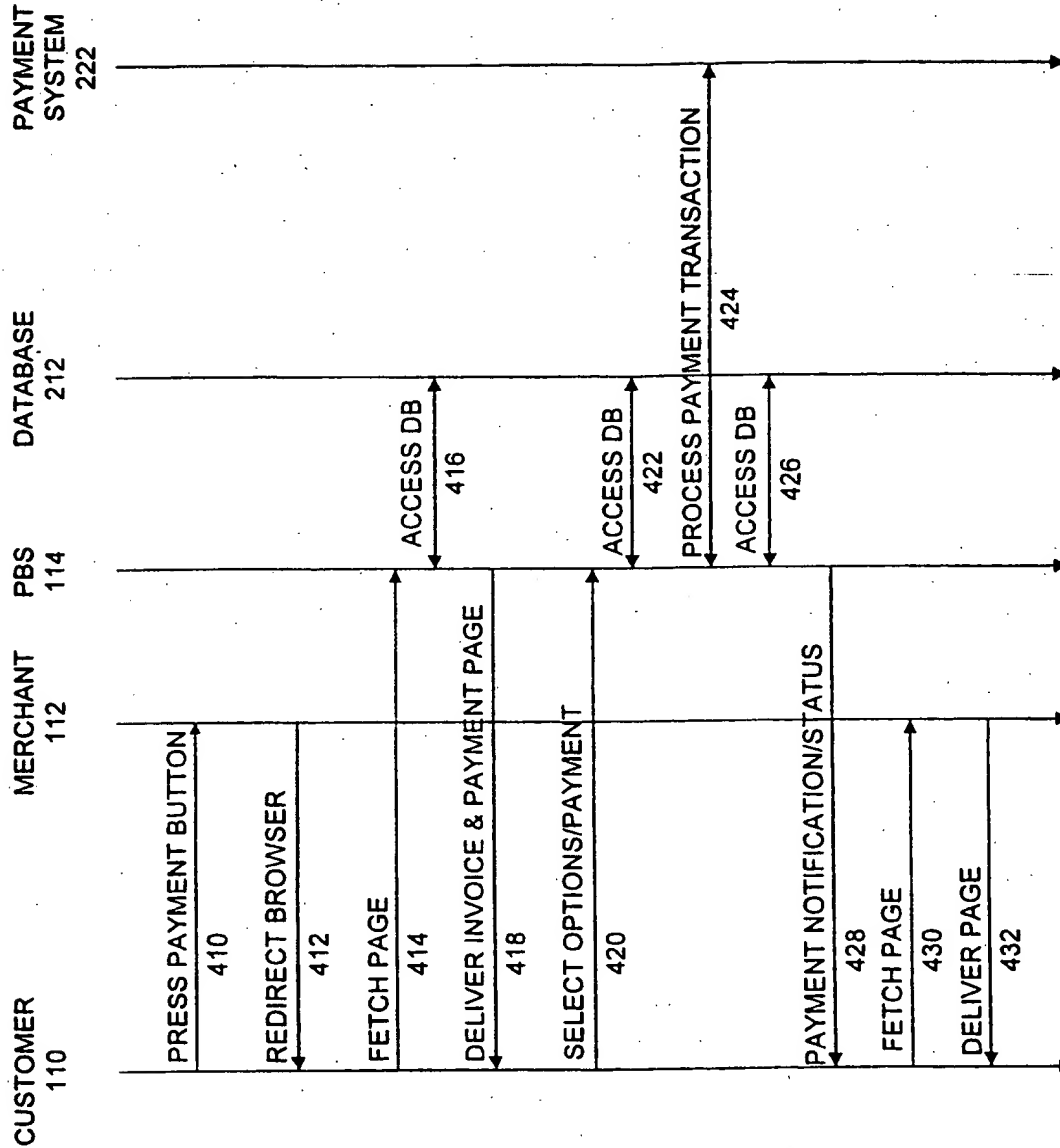 CUSTOMER
110
MERCHANT
112
PBS
114
DATABASE
212
PAYMENT
SYSTEM
222
PRESS PAYMENT BUTTON
410
REDIRECT BROWSER
412
FETCH PAGE
414
ACCESS DB
416
DELIVER INVOICE & PAYMENT PAGE
418
SELECT OPTIONS/PAYMENT
420
ACCESS DB
422
PROCESS PAYMENT TRANSACTION
424
ACCESS DB
426
PAYMENT NOTIFICATION/STATUS
428
FETCH PAGE
430
DELIVER PAGE
432